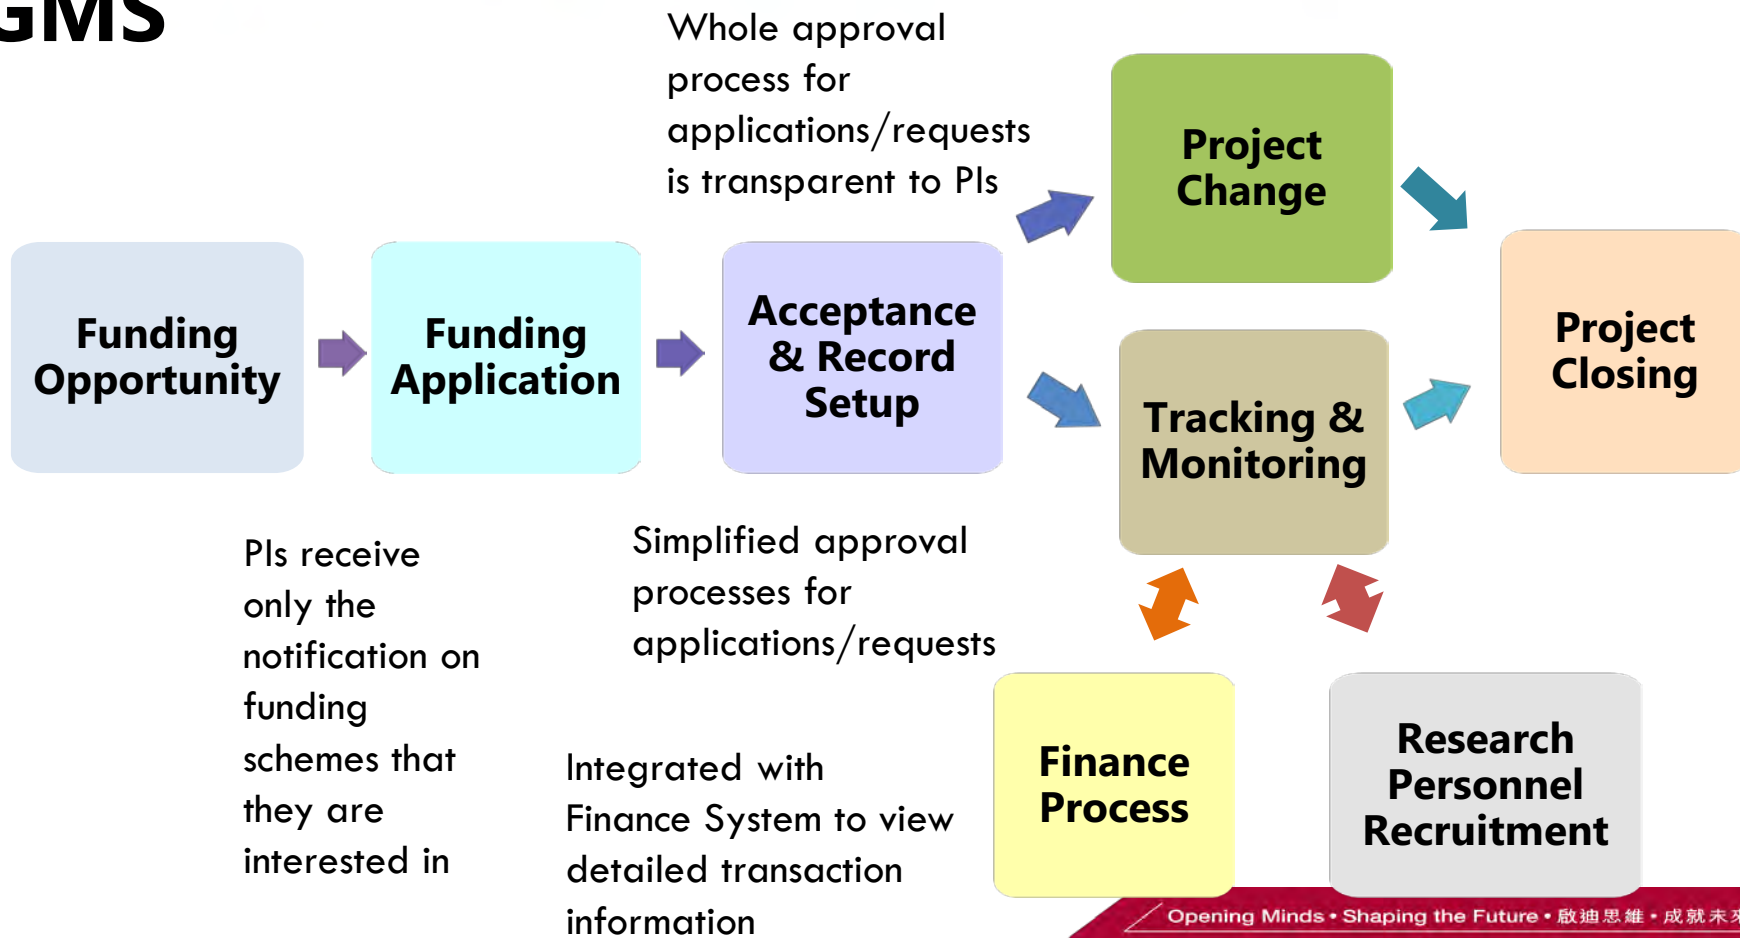 GMS
Whole approval
process for
applications/requests
is transparent to PIs
Project
Change
Funding
Opportunity
Funding
Application
Acceptance
& Record
Setup
Project
Closing
Tracking &
Monitoring
PIs receive
only the
notification on
funding
schemes that
they are
interested in
Simplified approval
processes for
applications/requests
Integrated with
Finance System to view
detailed transaction
information
Finance
Process
Research
Personnel
Recruitment
Opening Minds • Shaping the Future • 啟迪思維 • 成就未來